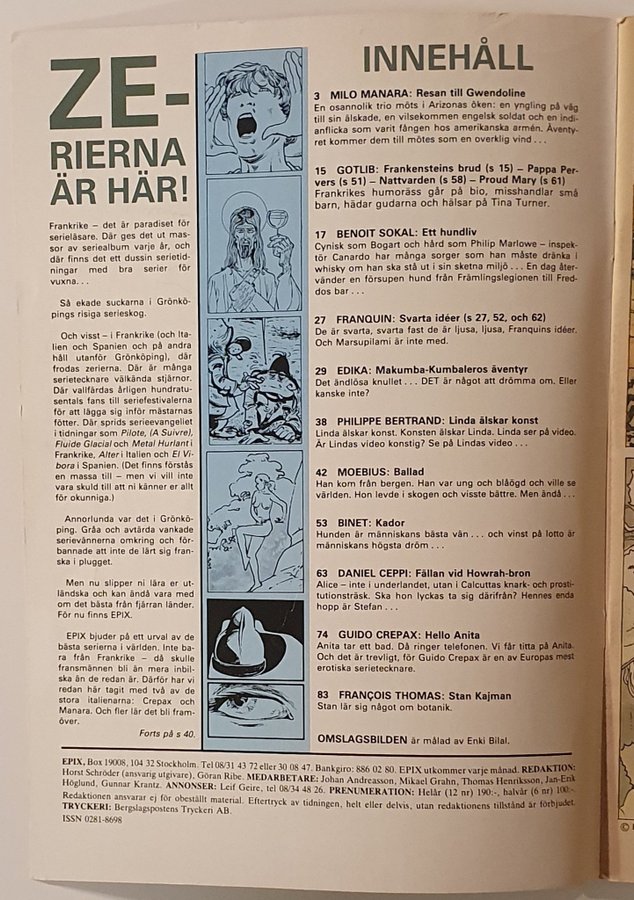 ZE-
RIERNA
ÄR HÄR!
Frankrike – det är paradiset för
serieläsare. Där ges det ut mas-
sor av seriealbum varje år, och
där finns det ett dussin serietid-
ningar med bra serier för
vuxna. . .
Så ekade suckarna i Grönkö-
pings risiga serieskog.
Och visst – i Frankrike (och Ita-
lien och Spanien och på andra
håll utanför Grönköping), där
frodas zerierna. Där är många
serietecknare välkända stjärnor.
Dit vallfärdas årligen hundratu-
sentals fans till seriefestivalerna
för att lägga sig inför mästarnas
fötter. Där sprids serieevangeliet
i tidningar som Pilote, (A Suivre),
Fluide Glacial och Metal Hurlant i
Frankrike, Alter i Italien och El Ví-
bora i Spanien. (Det finns förstås
en massa till – men vi vill inte
vara skuld till att ni känner er allt
för okunniga.)
Annorlunda var det i Grönkö-
ping. Gråa och avtärda vankade
serievännerna omkring och för-
bannade att inte de lärt sig fran-
ska i plugget.
Men nu slipper ni lära er ut-
ländska och kan ändå vara med
om det bästa från fjärran länder.
För nu finns EPIX.
EPIX bjuder på ett urval av de
bästa serierna i världen. Inte ba-
ra från Frankrike – då skulle
fransmännen bli än mera inbil-
ska än de redan är. Därför har vi
redan här tagit med två av de
stora italienarna: Crepax och
Manara. Och fler lär det bli fram-
över.
Forts på s 40.
INNEHÅLL
3 MILO MANARA: Resan till Gwendoline
En osannolik trio möts i Arizonas öken: en yngling på väg
till sin älskade, en vilsekommen engelsk soldat och en indi-
anflicka som varit fången hos amerikanska armén. Äventy-
ret kommer dem till mötes som en overklig vind . . .
15 GOTLIB: Frankensteins brud (s 15) – Pappa Per-
vers (s 51) – Nattvarden (s 58) – Proud Mary (s 61)
Frankrikes humoräss går på bio, misshandlar små
barn, hädar gudarna och hälsar på Tina Turner.
17 BENOIT SOKAL: Ett hundliv
Cynisk som Bogart och hård som Philip Marlowe – inspek-
tör Canardo har många sorger som han måste dränka i
whisky om han ska stå ut i sin sketna miljö . . . En dag åter-
vänder en försupen hund från Främlingslegionen till Fred-
dos bar . . .
27 FRANQUIN: Svarta idéer (s 27, 52, och 62)
De är svarta, svarta fast de är ljusa, ljusa, Franquins idéer.
Och Marsupilami är inte med.
29 EDIKA: Makumba-Kumbaleros äventyr
Det ändlösa knullet . . . DET är något att drömma om. Eller
kanske inte?
38 PHILIPPE BERTRAND: Linda älskar konst
Linda älskar konst. Konsten älskar Linda. Linda ser på video.
Är Lindas video konstig? Se på Lindas video . . .
42 MOEBIUS: Ballad
Han kom från bergen. Han var ung och blåögd och ville se
världen. Hon levde i skogen och visste bättre. Men ändå . . .
53 BINET: Kador
Hunden är människans bästa vän . . . och vinst på lotto är
människans högsta dröm . . .
63 DANIEL CEPPI: Fällan vid Howrah-bron
Alice – inte i underlandet, utan i Calcuttas knark- och prosti-
tutionsträsk. Ska hon lyckas ta sig därifrån? Hennes enda
hopp är Stefan . . .
74 GUIDO CREPAX: Hello Anita
Anita tar ett bad. Då ringer telefonen. Vi får titta på Anita.
Och det är trevligt, för Guido Crepax är en av Europas mest
erotiska serietecknare.
83 FRANÇOIS THOMAS: Stan Kajman
Stan lär sig något om botanik.
OMSLAGSBILDEN är målad av Enki Bilal.
EPIX, Box 19008, 104 32 Stockholm. Tel 08/31 43 72 eller 30 08 47. Bankgiro: 886 02 80. EPIX utkommer varje månad. REDAKTION:
Horst Schröder (ansvarig utgivare), Göran Ribe. MEDARBETARE: Johan Andreasson, Mikael Grahn, Thomas Henriksson, Jan-Erik
Höglund, Gunnar Krantz. ANNONSER: Leif Geire, tel 08/34 48 26. PRENUMERATION: Helår (12 nr) 190:-, halvår (6 nr) 100:-.
Redaktionen ansvarar ej för obeställt material. Eftertryck av tidningen, helt eller delvis, utan redaktionens tillstånd är förbjudet.
TRYCKERI: Bergslagspostens Tryckeri AB.
ISSN 0281-8698